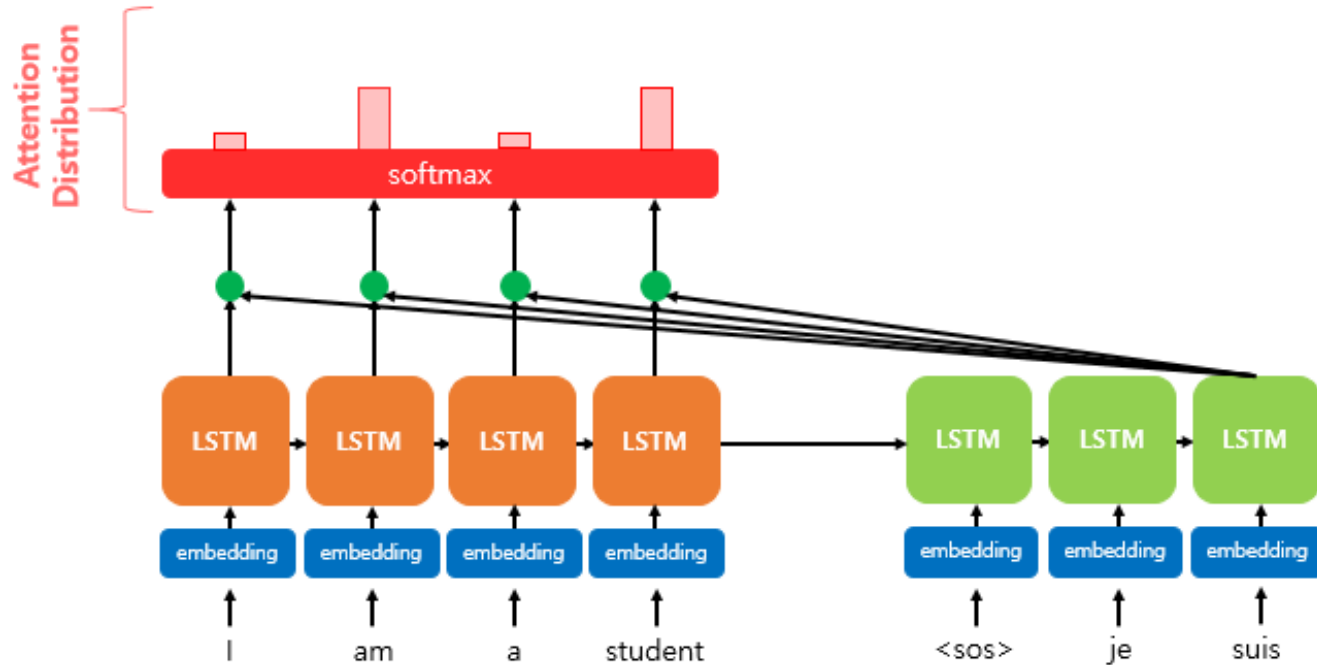 Attention
Distribution
softmax
LSTM LSTM LSTM LSTM LSTM LSTM LSTM
embedding embedding embedding embedding embedding embedding embedding
I am a student <sos> je suis